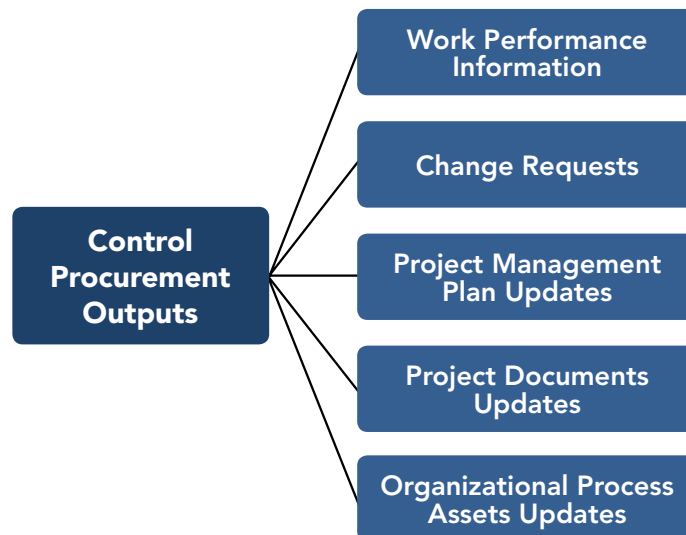 Work Performance
Information
Change Requests
Control
Procurement
Outputs
Project Management
Plan Updates
Project Documents
Updates
Organizational Process
Assets Updates